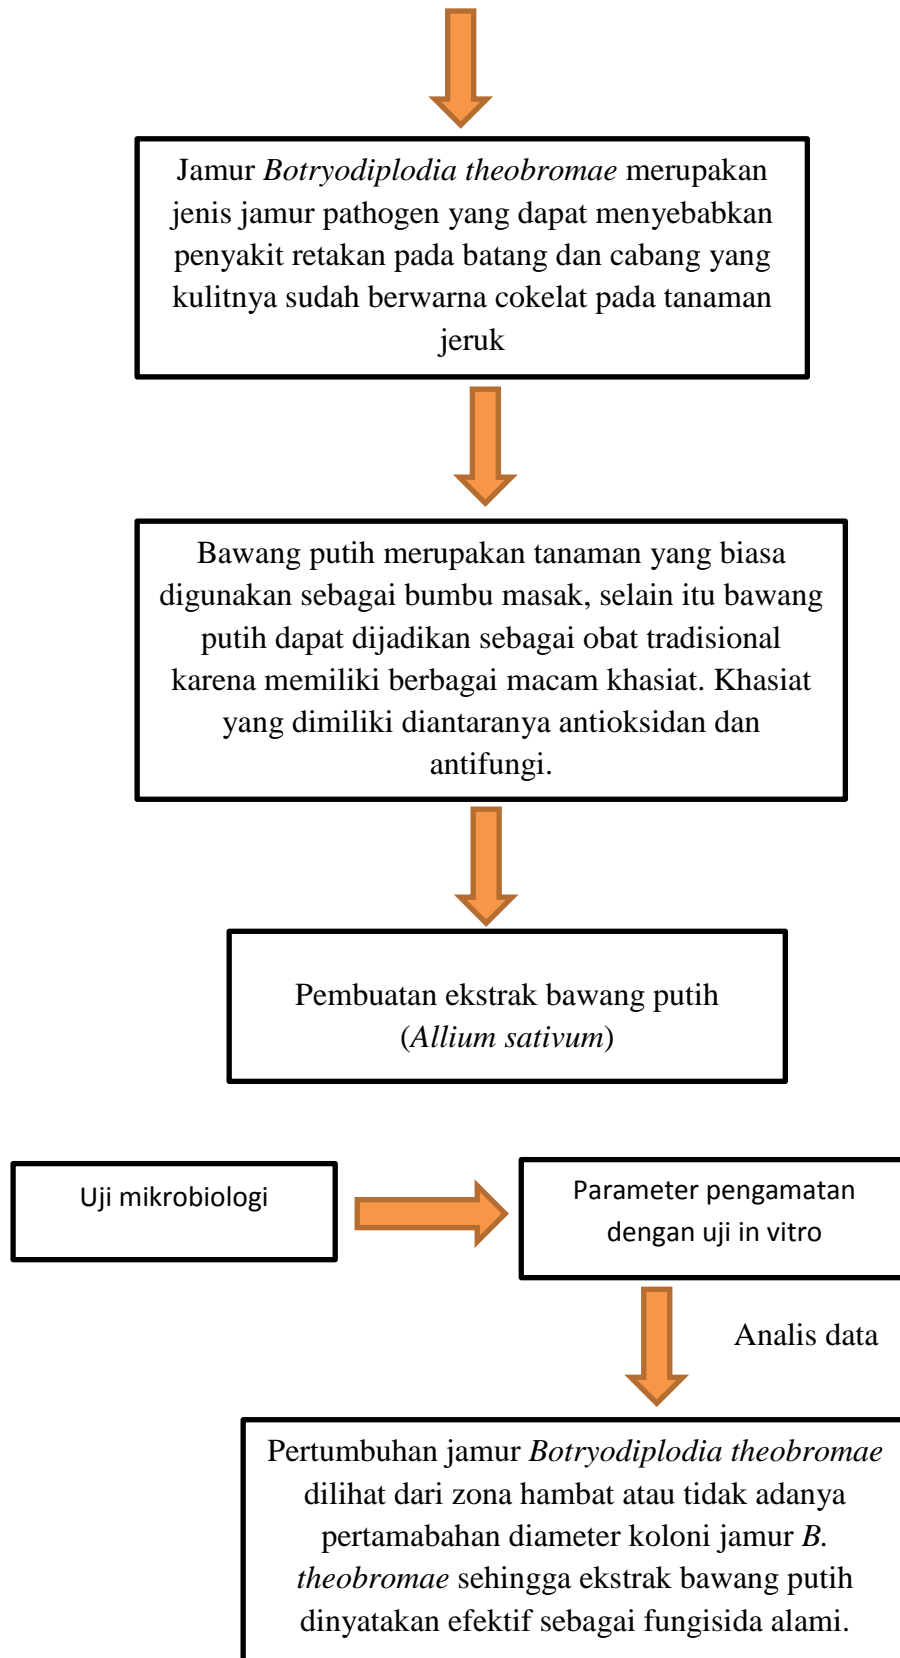 Jamur Botryodiplodia theobromae merupakan
jenis jamur pathogen yang dapat menyebabkan
penyakit retakan pada batang dan cabang yang
kulitnya sudah berwarna cokelat pada tanaman
jeruk
Bawang putih merupakan tanaman yang biasa
digunakan sebagai bumbu masak, selain itu bawang
putih dapat dijadikan sebagai obat tradisional
karena memiliki berbagai macam khasiat. Khasiat
yang dimiliki diantaranya antioksidan dan
antifungi.
Pembuatan ekstrak bawang putih
(Allium sativum)
Uji mikrobiologi
Parameter pengamatan
dengan uji in vitro
Analis data
Pertumbuhan jamur Botryodiplodia theobromae
dilihat dari zona hambat atau tidak adanya
pertamabahan diameter koloni jamur B.
theobromae sehingga ekstrak bawang putih
dinyatakan efektif sebagai fungisida alami.